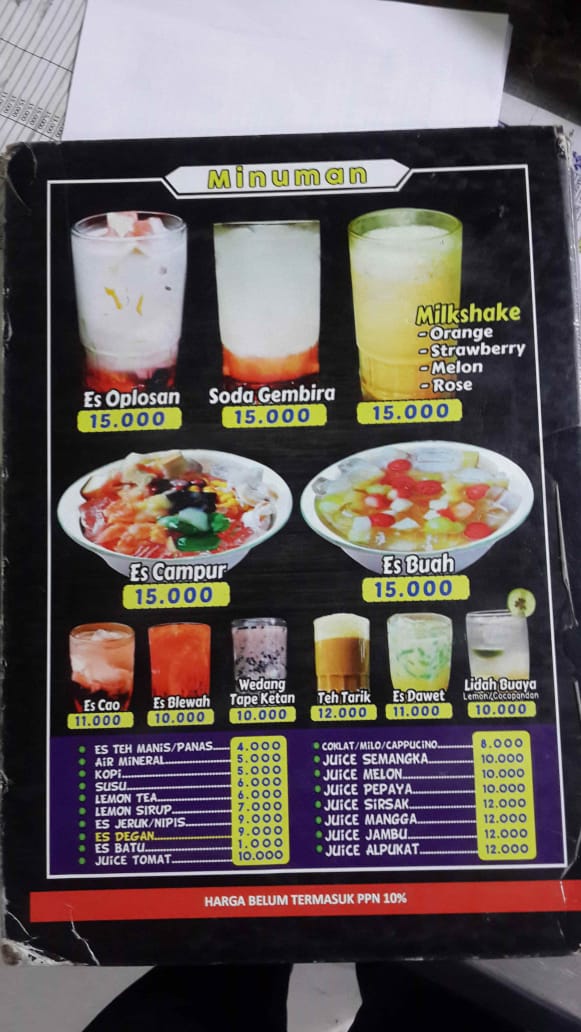 Minuman
Milkshake
- Orange
- Strawberry
- Melon
- Rose
Es Oplosan
15.000
Soda Gembira
15.000
15.000
Es Campur
15.000
Es Buah
15.000
Es Cao
11.000
Es Blewah
10.000
Wedang
Tape Ketan
10.000
Teh Tarik
12.000
Es Dawet
11.000
Lidah Buaya
Lemon/Cocapandan
10.000
ES TEH MANIS/PANAS 4.000
AIR MINERAL 5.000
KOPI 5.000
SUSU 6.000
LEMON TEA 6.000
LEMON SIRUP 7.000
ES JERUK/NIPIS 9.000
ES DEGAN 9.000
ES BATU 1.000
JUICE TOMAT 10.000
COKLAT/MILO/CAPPUCINO 8.000
JUICE SEMANGKA 10.000
JUICE MELON 10.000
JUICE PEPAYA 10.000
JUICE SIRSAK 12.000
JUICE MANGGA 12.000
JUICE JAMBU 12.000
JUICE ALPUKAT 12.000
HARGA BELUM TERMASUK PPN 10%